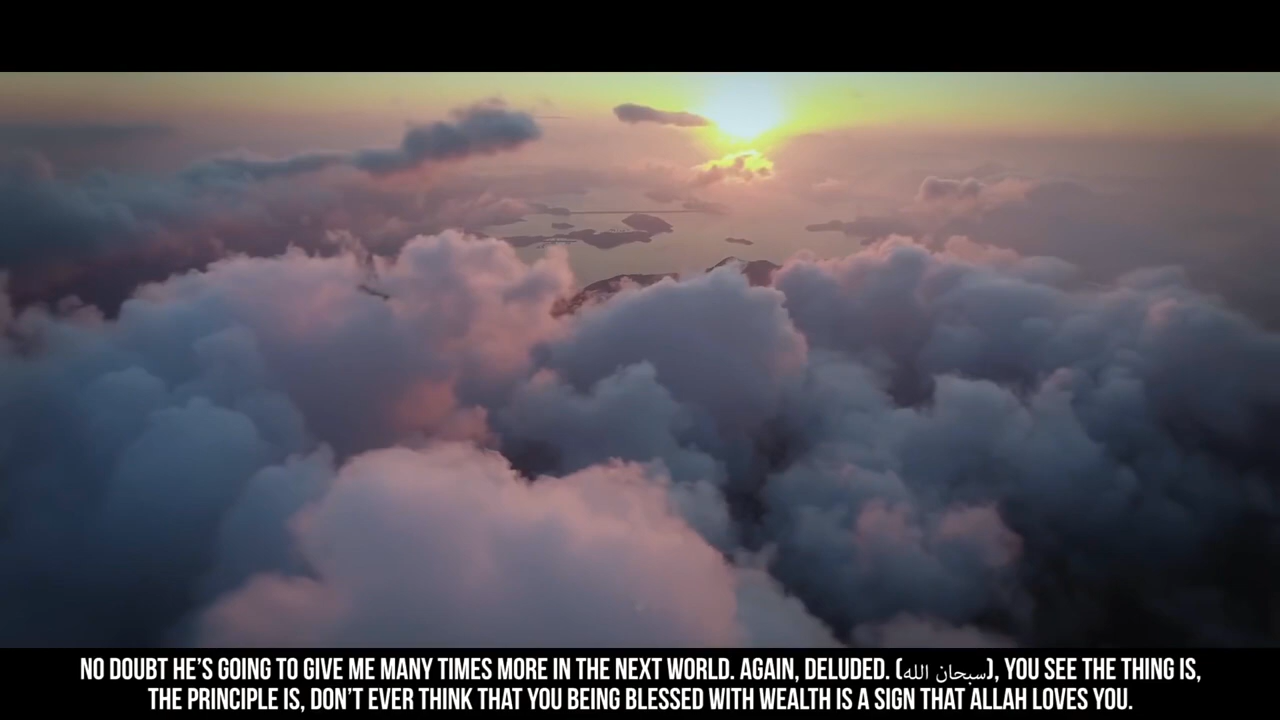 NO DOUBT HE'S GOING TO GIVE ME MANY TIMES MORE IN THE NEXT WORLD. AGAIN, DELUDED. (سبحان الله), YOU SEE THE THING IS,
THE PRINCIPLE IS, DON'T EVER THINK THAT YOU BEING BLESSED WITH WEALTH IS A SIGN THAT ALLAH LOVES YOU.